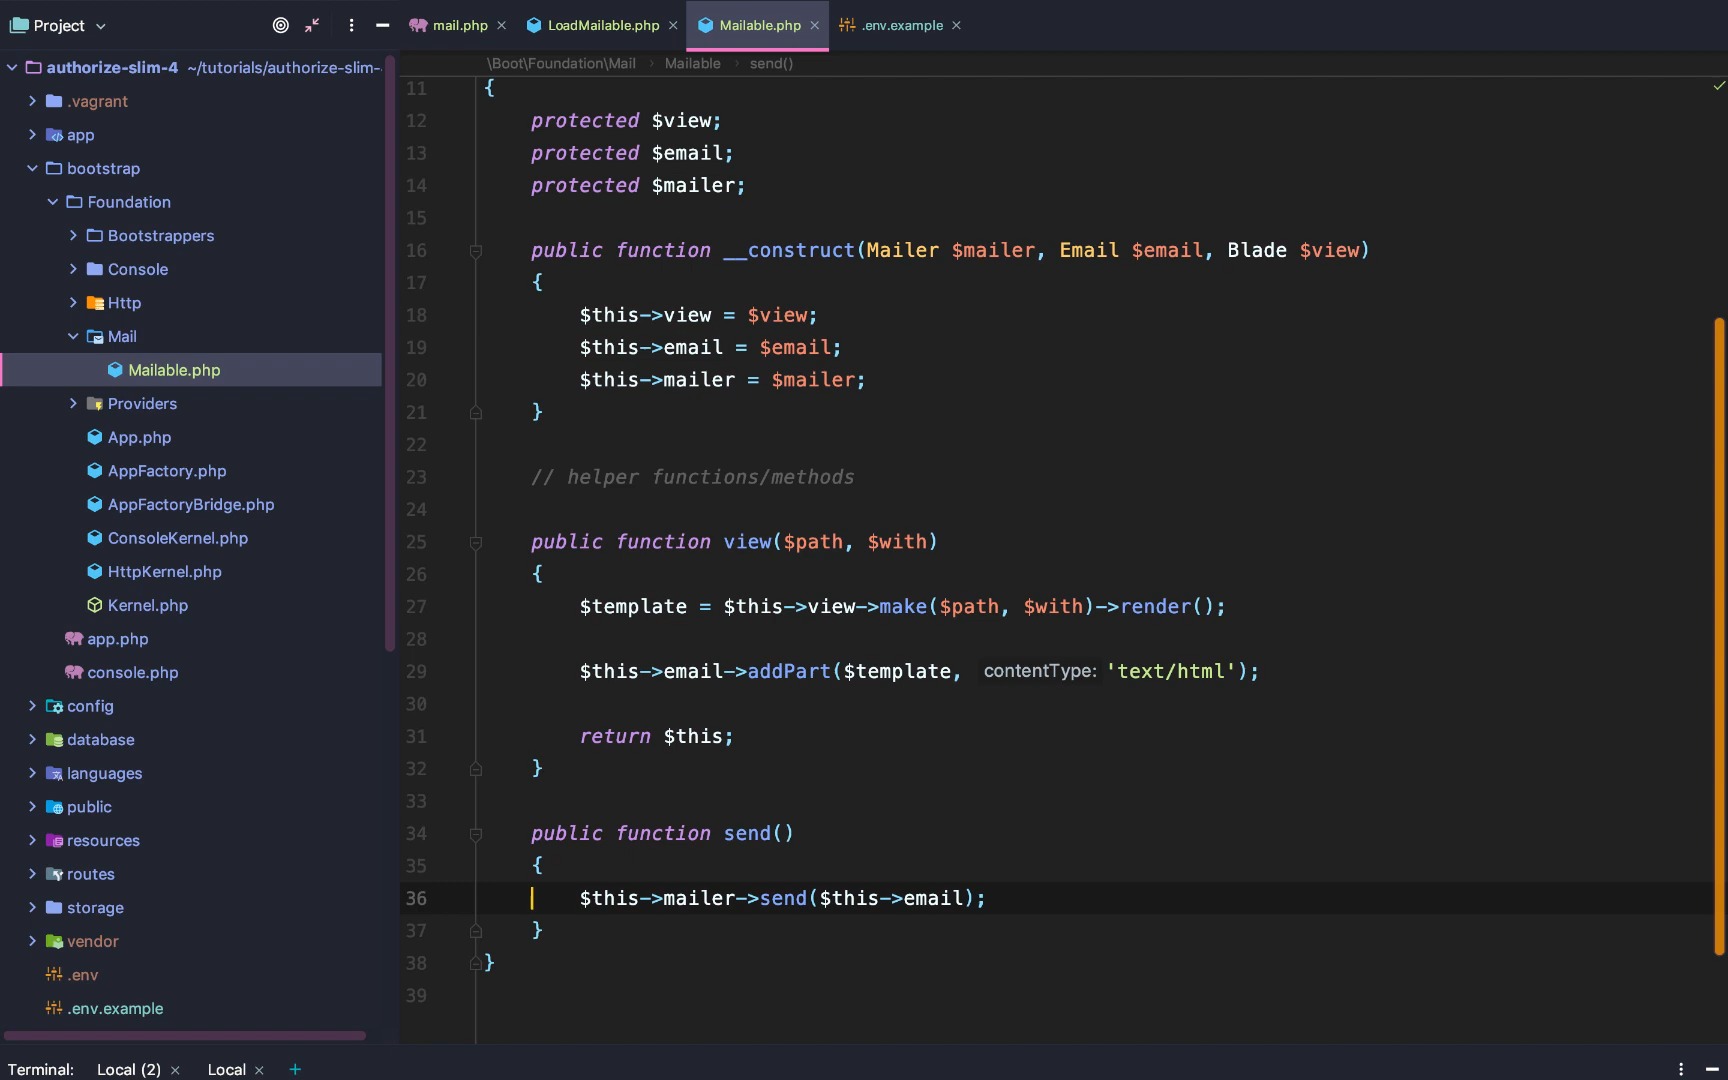 Project
mail.php
LoadMailable.php
Mailable.php
.env.example
authorize-slim-4 ~/tutorials/authorize-slim-
.vagrant
app
bootstrap
Foundation
Bootstrappers
Console
Http
Mail
Mailable.php
Providers
App.php
AppFactory.php
AppFactoryBridge.php
ConsoleKernel.php
HttpKernel.php
Kernel.php
app.php
console.php
config
database
languages
public
resources
routes
storage
vendor
.env
.env.example
\Boot\Foundation\Mail › Mailable › send()
11 {
12 protected $view;
13 protected $email;
14 protected $mailer;
15
16 public function __construct(Mailer $mailer, Email $email, Blade $view)
17 {
18 $this->view = $view;
19 $this->email = $email;
20 $this->mailer = $mailer;
21 }
22
23 // helper functions/methods
24
25 public function view($path, $with)
26 {
27 $template = $this->view->make($path, $with)->render();
28
29 $this->email->addPart($template, contentType: 'text/html');
30
31 return $this;
32 }
33
34 public function send()
35 {
36 $this->mailer->send($this->email);
37 }
38 }
39
Terminal: Local (2) × Local × +